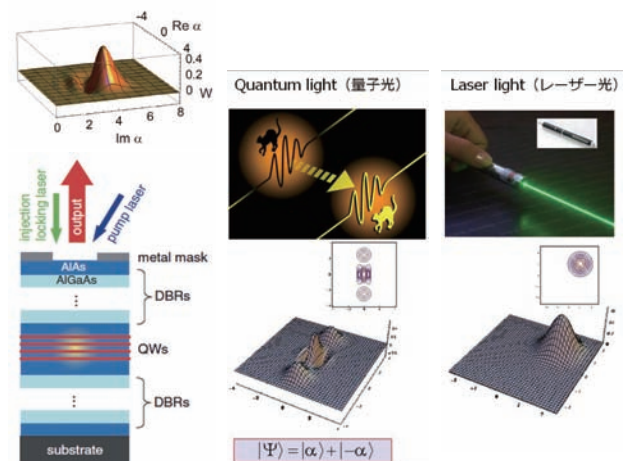 -4
Re α
0
4
0.4
0.2
0
W
0
2
4
6
8
Im α
injection
locking laser
output
pump laser
metal mask
AlAs
AlGaAs
DBRs
QWs
DBRs
substrate
Quantum light（量子光）
|Ψ⟩=|α⟩+|-α⟩
Laser light（レーザー光）